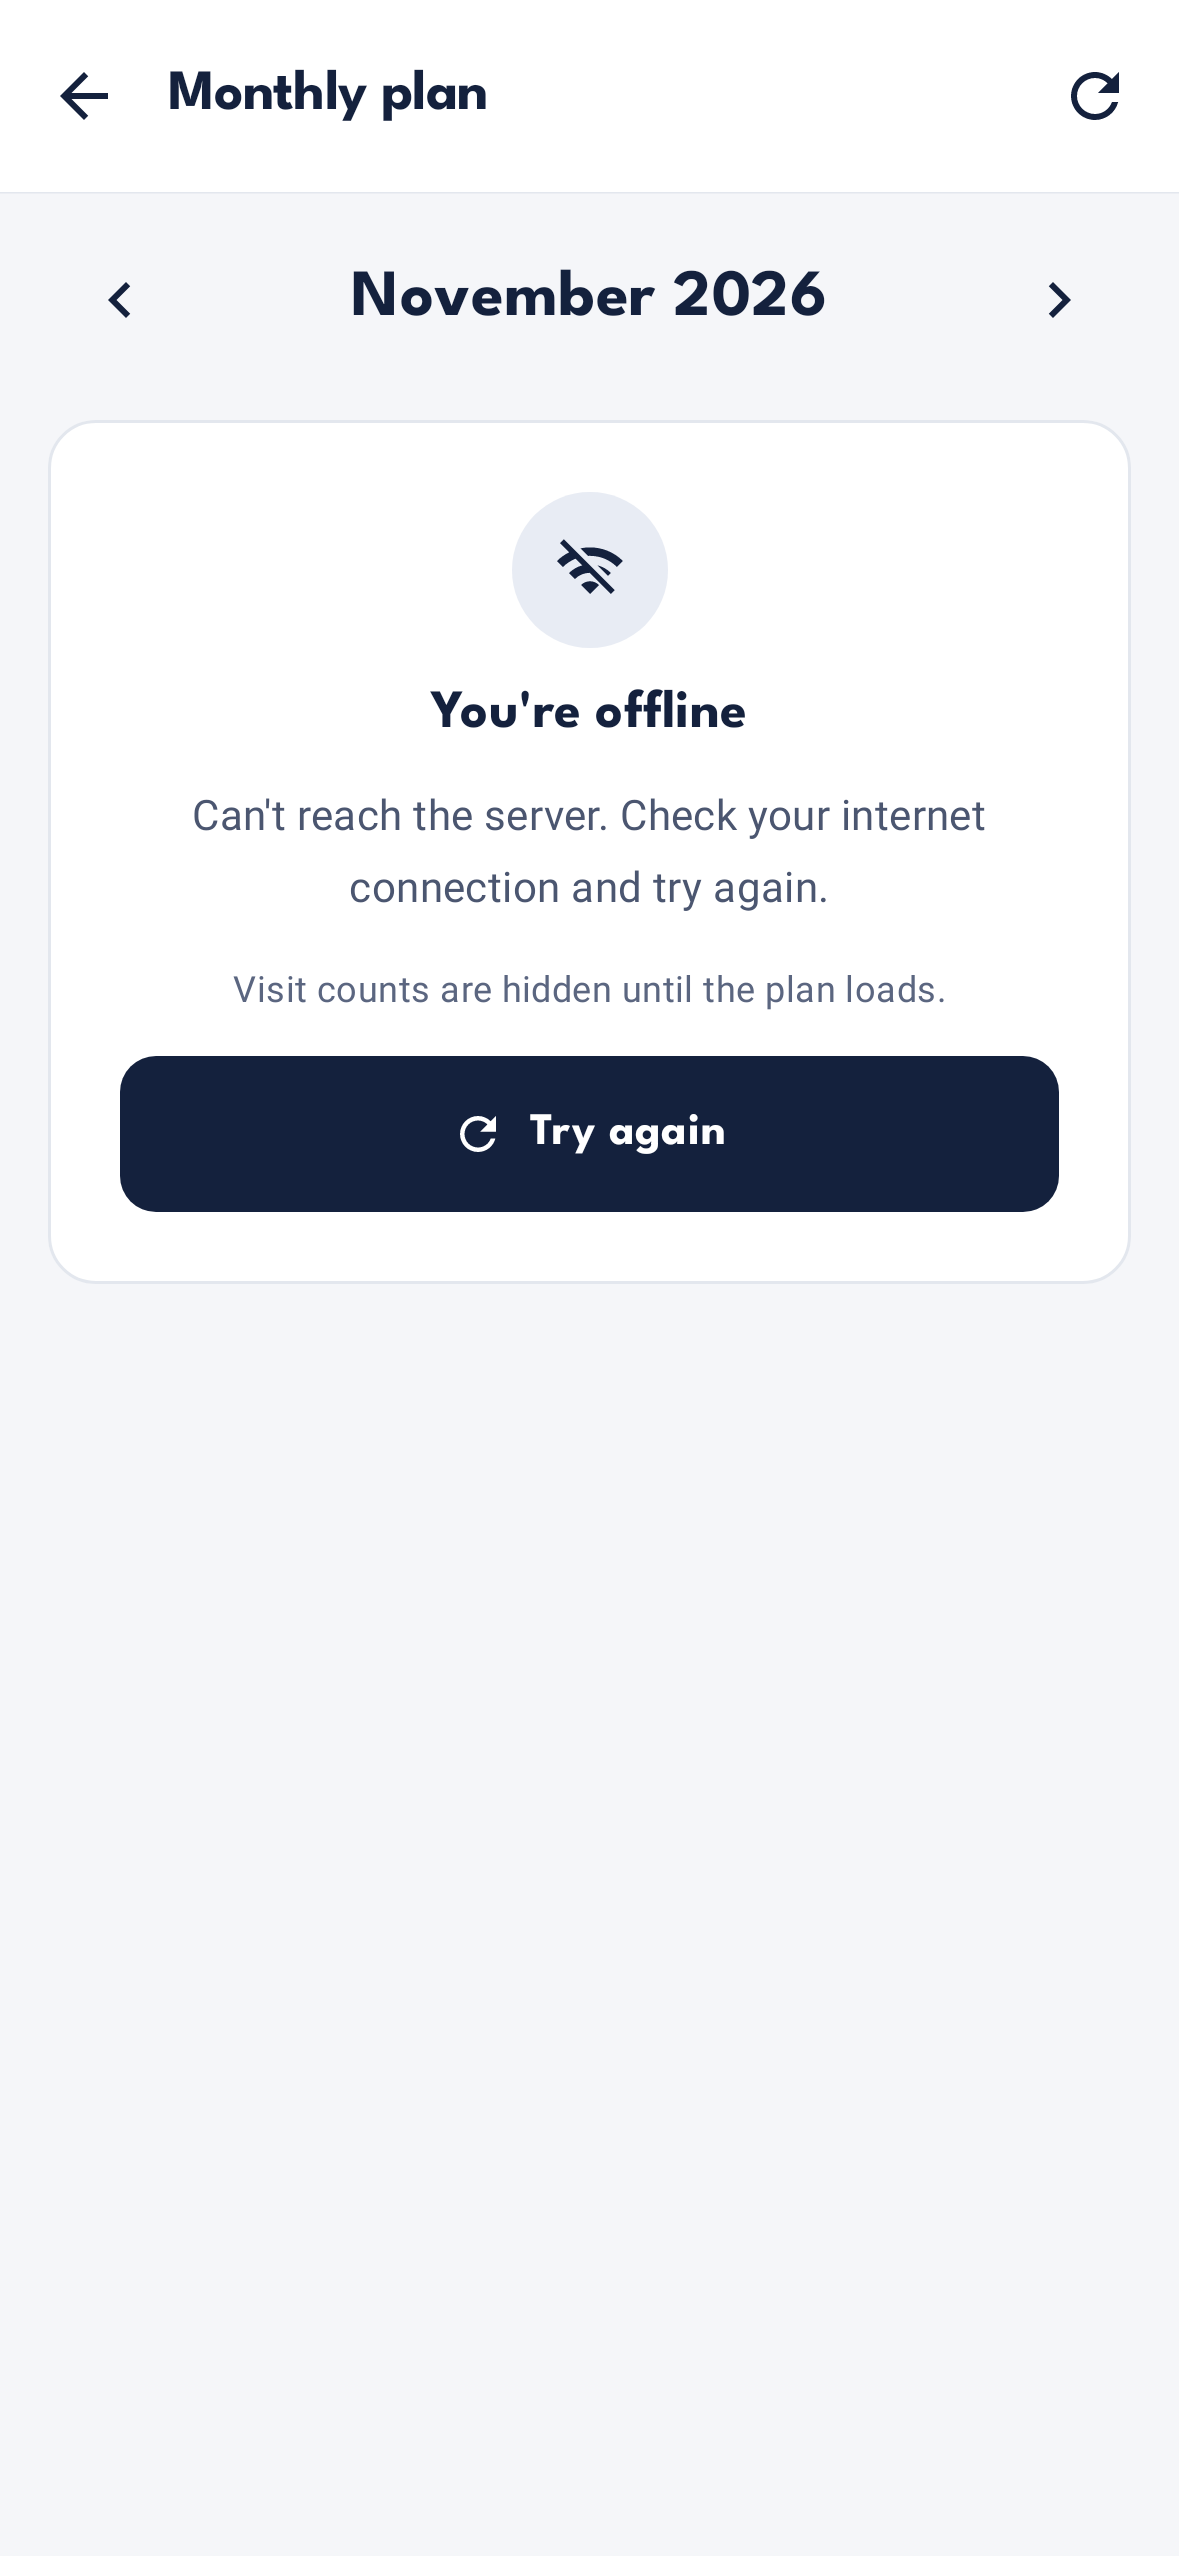 Monthly plan
November 2026
You're offline
Can't reach the server. Check your internet
connection and try again.
Visit counts are hidden until the plan loads.
Try again